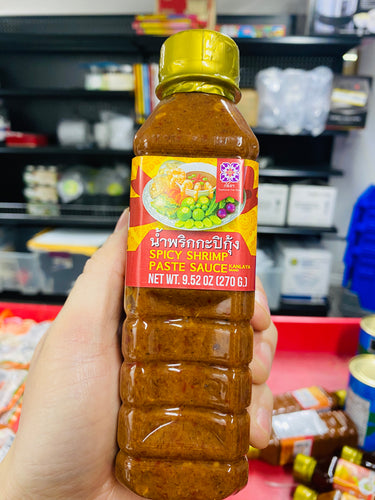 น้ำพริกกะปิกุ้ง
SPICY SHRIMP
PASTE SAUCE KANLAYA
NET WT. 9.52 OZ (270 G.)